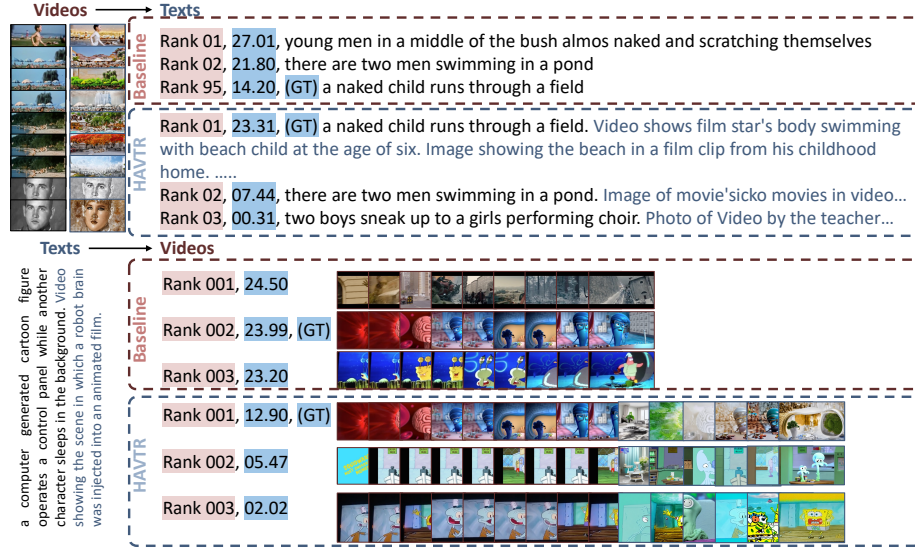 Videos → Texts
Baseline
Rank 01, 27.01, young men in a middle of the bush almos naked and scratching themselves
Rank 02, 21.80, there are two men swimming in a pond
Rank 95, 14.20, (GT) a naked child runs through a field
HAVTR
Rank 01, 23.31, (GT) a naked child runs through a field. Video shows film star's body swimming
with beach child at the age of six. Image showing the beach in a film clip from his childhood
home. .....
Rank 02, 07.44, there are two men swimming in a pond. Image of movie'sicko movies in video...
Rank 03, 00.31, two boys sneak up to a girls performing choir. Photo of Video by the teacher...
Texts → Videos
a computer generated cartoon figure
operates a control panel while another
character sleeps in the background. Video
showing the scene in which a robot brain
was injected into an animated film.
Baseline
Rank 001, 24.50
Rank 002, 23.99, (GT)
Rank 003, 23.20
HAVTR
Rank 001, 12.90, (GT)
Rank 002, 05.47
Rank 003, 02.02